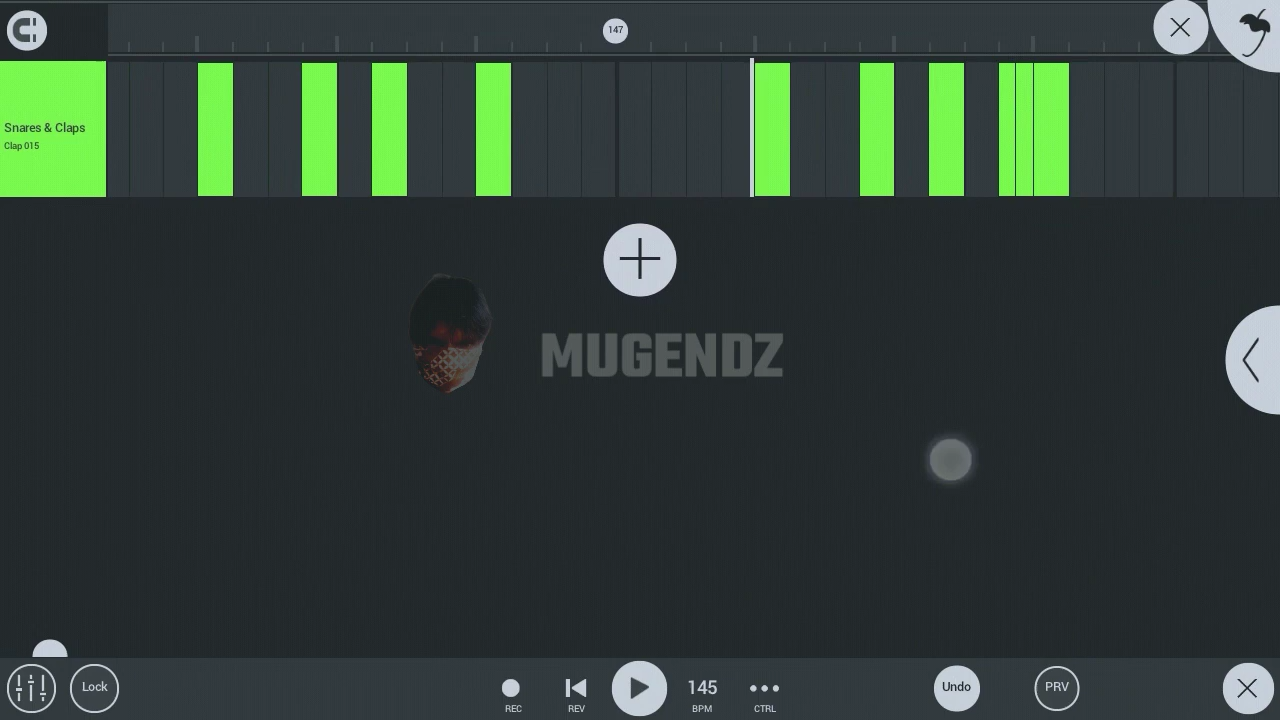 147
Snares & Claps
Clap 015
MUGENDZ
Lock
REC
REV
145
BPM
CTRL
Undo
PRV